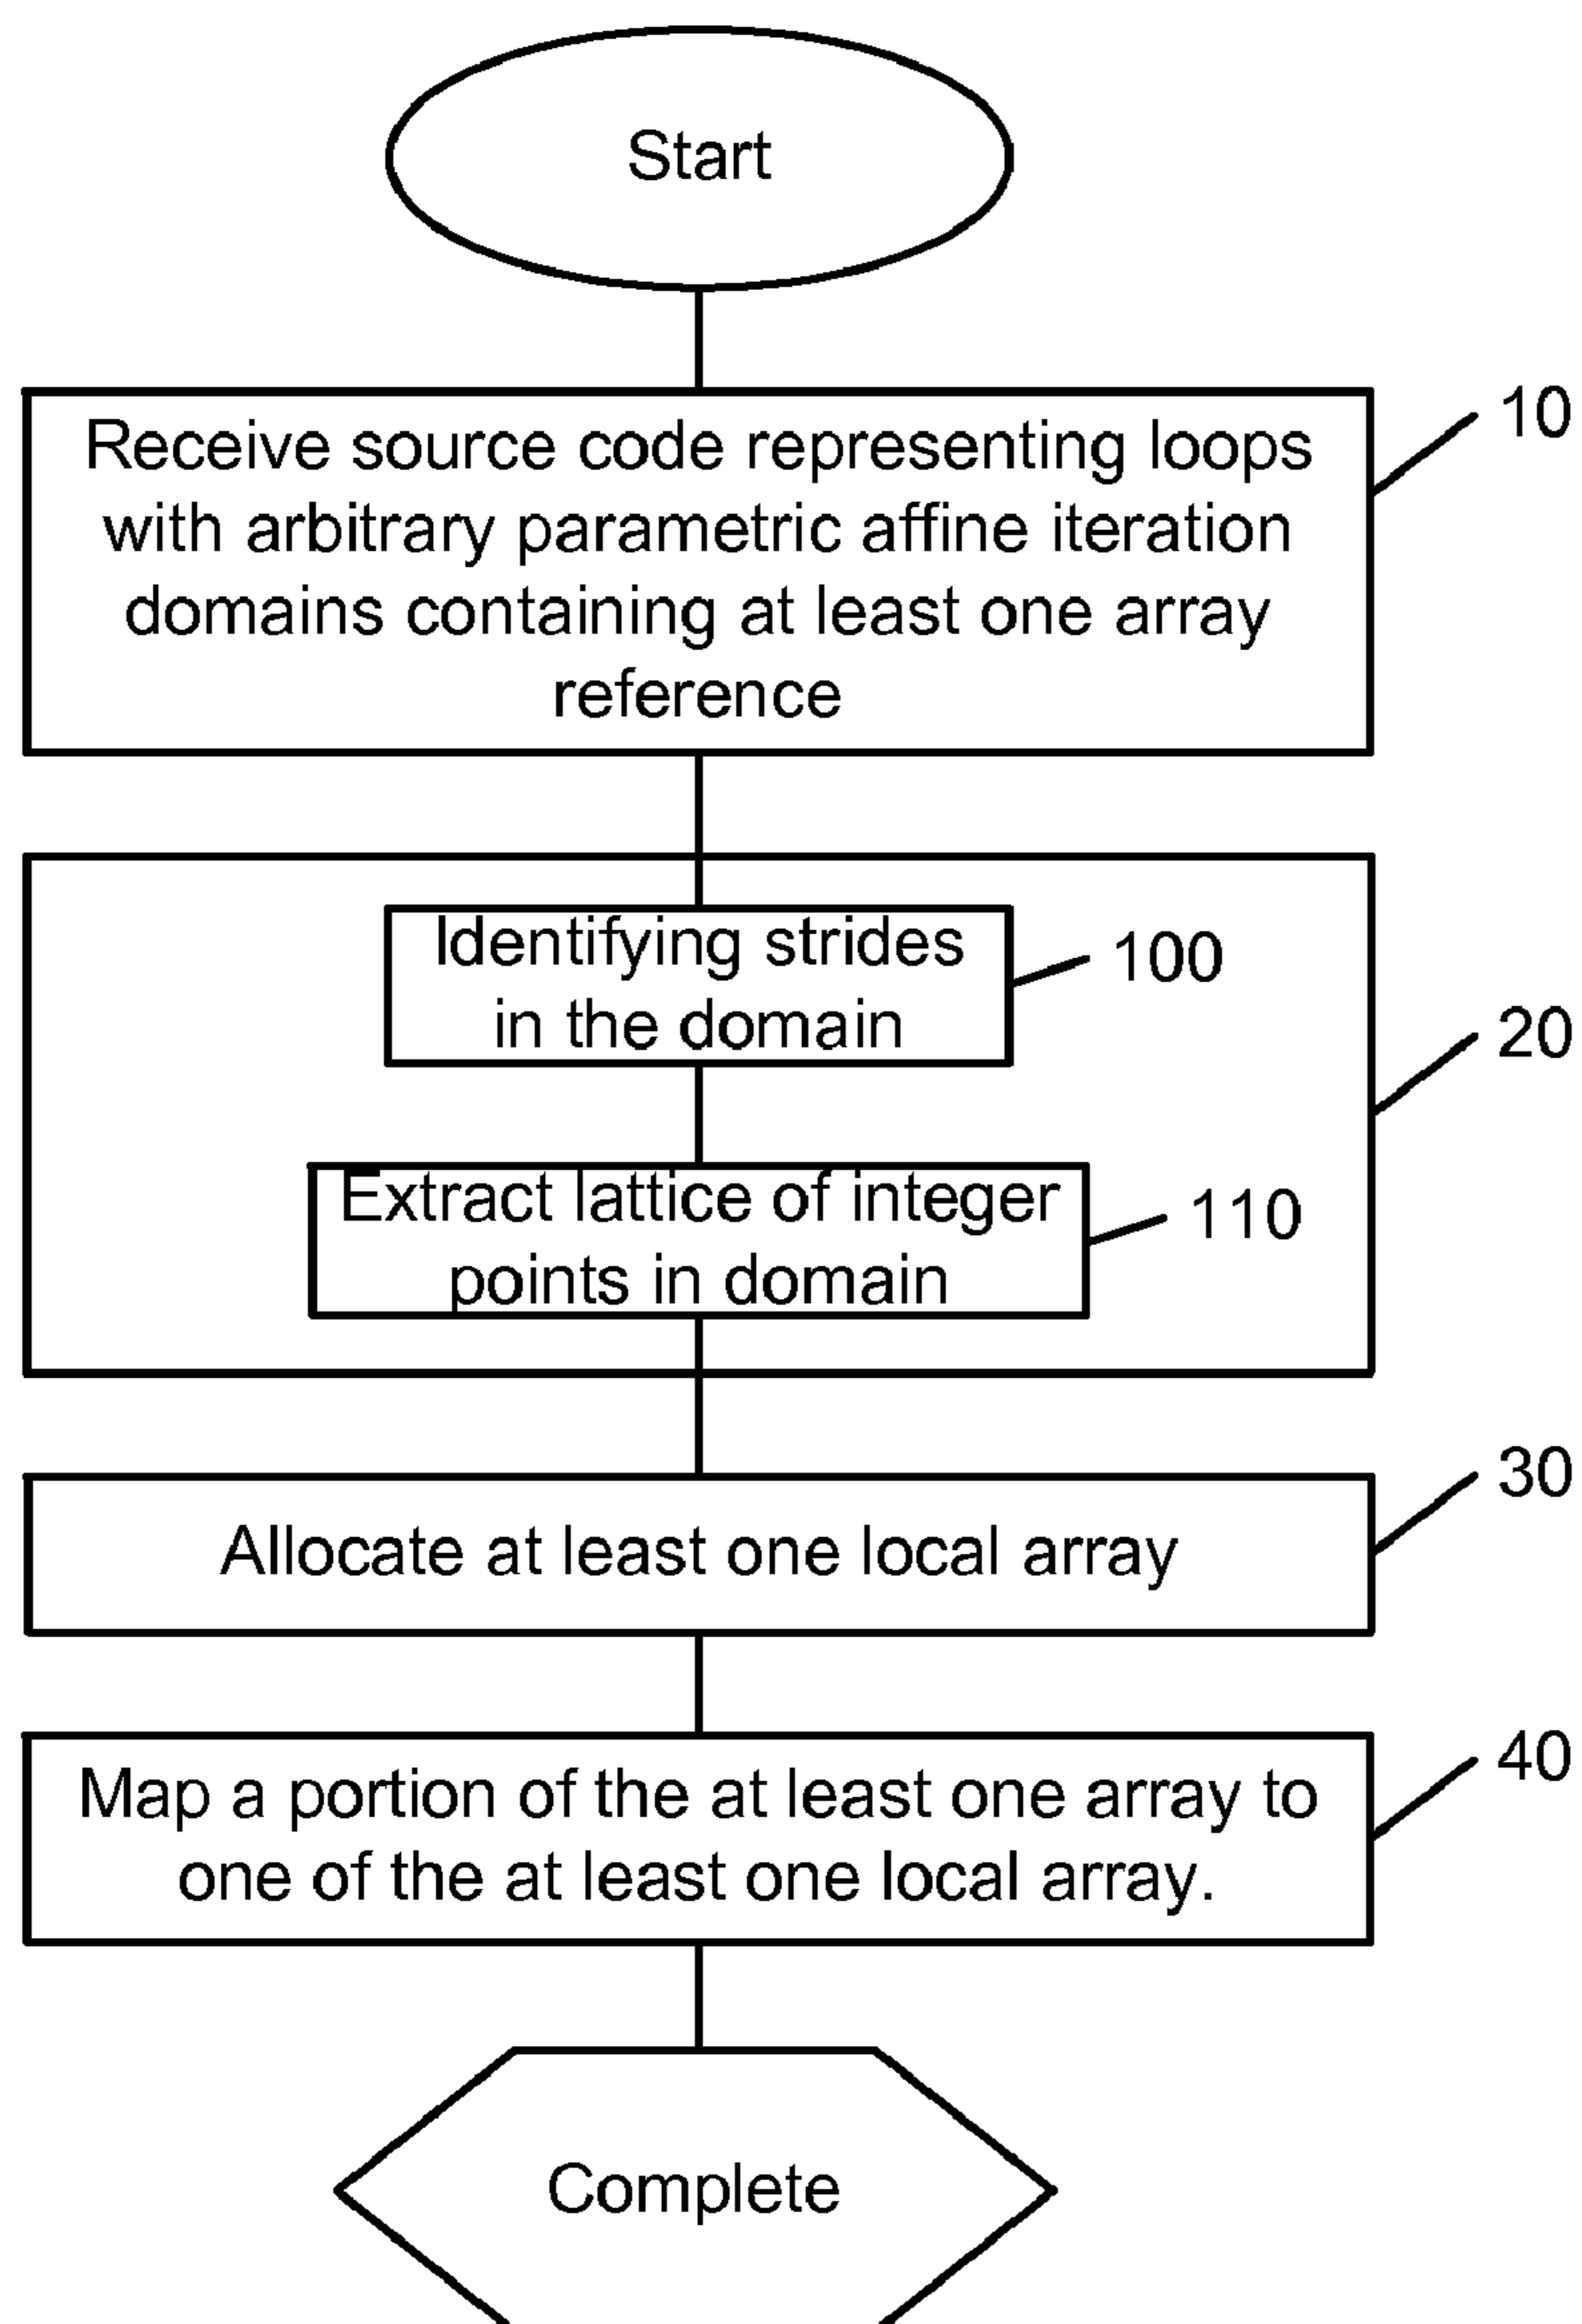 Start
Receive source code representing loops
with arbitrary parametric affine iteration
domains containing at least one array
reference
10
Identifying strides
in the domain
100
20
Extract lattice of integer
points in domain
110
Allocate at least one local array
30
Map a portion of the at least one array to
one of the at least one local array.
40
Complete